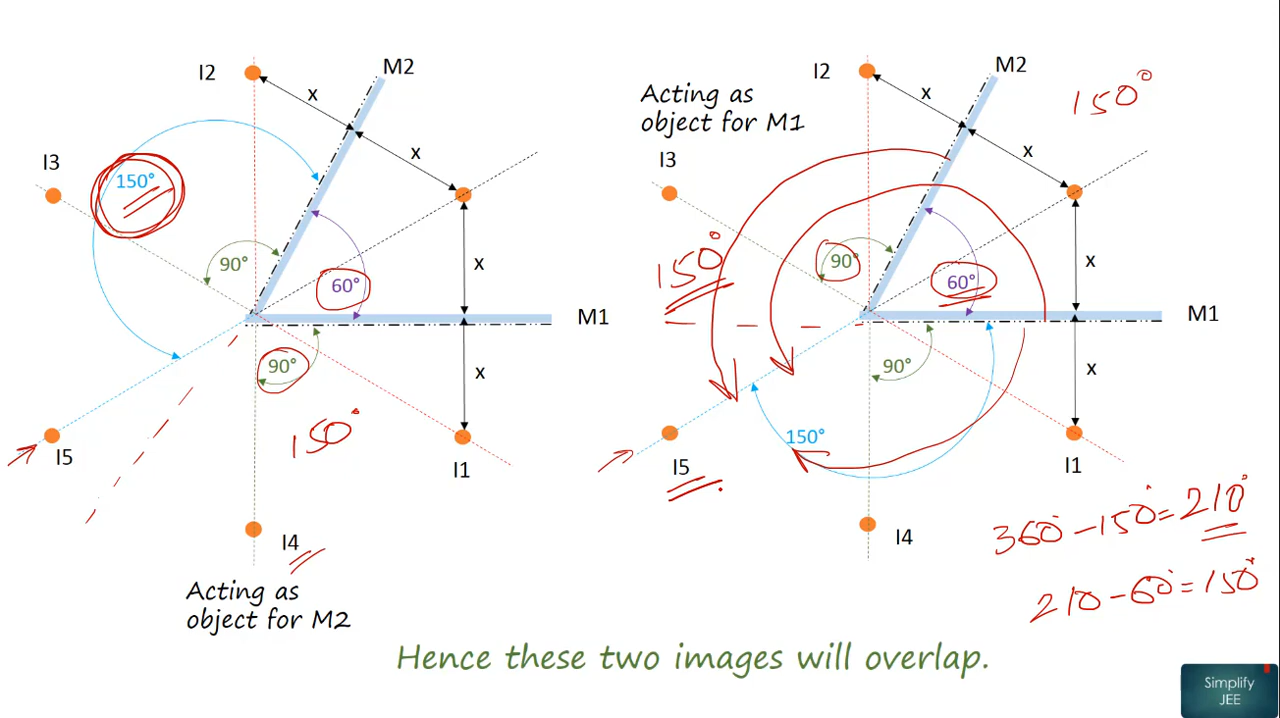 I2
M2
x
x
I3
150°
90°
60°
x
M1
90°
x
150°
I5
I1
I4
Acting as
object for M2
Acting as
object for M1
I2
M2
150°
x
x
I3
150°
90°
60°
x
M1
90°
x
150°
I5
I1
I4
360° - 150° = 210°
210 - 60° = 150°
Hence these two images will overlap.
Simplify
JEE